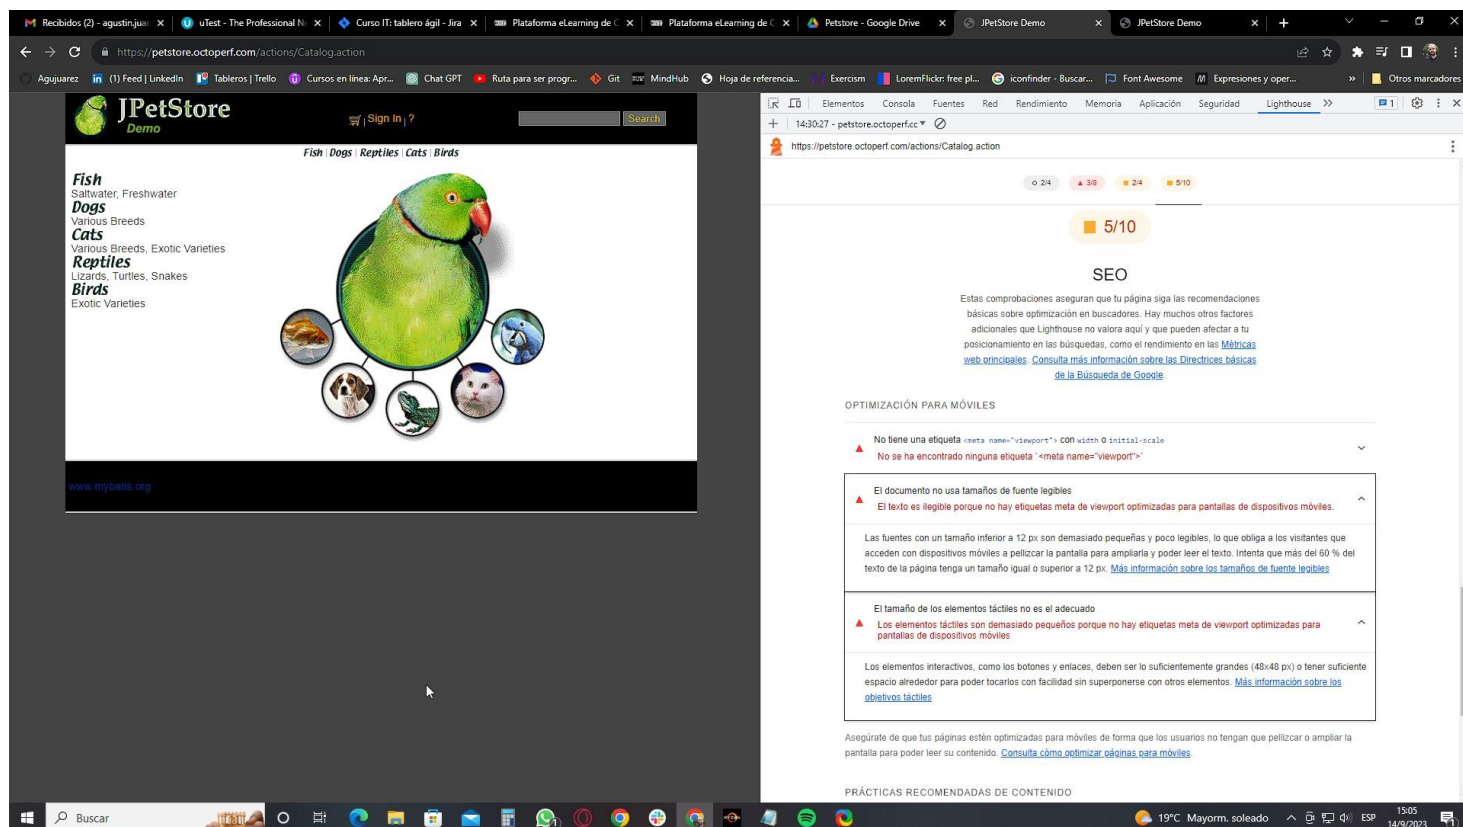 Recibidos (2) - agustin.juar
uTest - The Professional N
Curso IT: tablero ágil - Jira
Plataforma eLearning de C
Plataforma eLearning de C
Petstore - Google Drive
JPetStore Demo
JPetStore Demo
https://petstore.octoperf.com/actions/Catalog.action
Agujuarez
(1) Feed | LinkedIn
Tableros | Trello
Cursos en línea: Apr...
Chat GPT
Ruta para ser progr...
Git
MindHub
Hoja de referencia...
Exercism
LoremFlickr: free pl...
iconfinder - Buscar...
Font Awesome
Expresiones y oper...
»
Otros marcadores
JPetStore
Demo
Sign In | ?
Search
Fish | Dogs | Reptiles | Cats | Birds
Fish
Saltwater, Freshwater
Dogs
Various Breeds
Cats
Various Breeds, Exotic Varieties
Reptiles
Lizards, Turtles, Snakes
Birds
Exotic Varieties
www.mybatis.org
Elementos Consola Fuentes Red Rendimiento Memoria Aplicación Seguridad Lighthouse 1
14:30:27 - petstore.octoperf.cc
https://petstore.octoperf.com/actions/Catalog.action
2/4 3/8 2/4 5/10
5/10
SEO
Estas comprobaciones aseguran que tu página siga las recomendaciones
básicas sobre optimización en buscadores. Hay muchos otros factores
adicionales que Lighthouse no valora aquí y que pueden afectar a tu
posicionamiento en las búsquedas, como el rendimiento en las Métricas
web principales. Consulta más información sobre las Directrices básicas
de la Búsqueda de Google.
OPTIMIZACIÓN PARA MÓVILES
No tiene una etiqueta <meta name="viewport"> con width o initial-scale
No se ha encontrado ninguna etiqueta `<meta name="viewport">`
El documento no usa tamaños de fuente legibles
El texto es ilegible porque no hay etiquetas meta de viewport optimizadas para pantallas de dispositivos móviles.
Las fuentes con un tamaño inferior a 12 px son demasiado pequeñas y poco legibles, lo que obliga a los visitantes que
acceden con dispositivos móviles a pellizcar la pantalla para ampliarla y poder leer el texto. Intenta que más del 60 % del
texto de la página tenga un tamaño igual o superior a 12 px. Más información sobre los tamaños de fuente legibles
El tamaño de los elementos táctiles no es el adecuado
Los elementos táctiles son demasiado pequeños porque no hay etiquetas meta de viewport optimizadas para
pantallas de dispositivos móviles
Los elementos interactivos, como los botones y enlaces, deben ser lo suficientemente grandes (48x48 px) o tener suficiente
espacio alrededor para poder tocarlos con facilidad sin superponerse con otros elementos. Más información sobre los
objetivos táctiles
Asegúrate de que tus páginas estén optimizadas para móviles de forma que los usuarios no tengan que pellizcar o ampliar la
pantalla para poder leer su contenido. Consulta cómo optimizar páginas para móviles.
PRÁCTICAS RECOMENDADAS DE CONTENIDO
Buscar
19°C Mayorm. soleado
ESP
15:05
14/9/2023